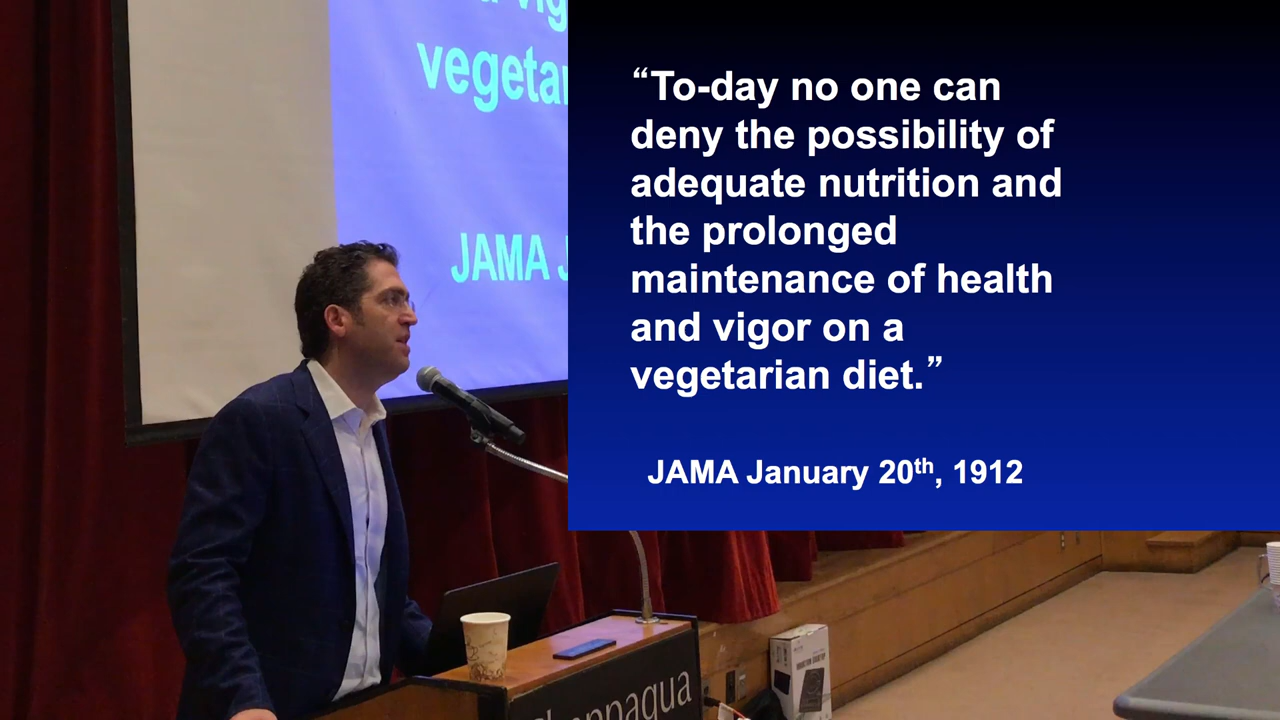 vegetar
JAMA J
“To-day no one can
deny the possibility of
adequate nutrition and
the prolonged
maintenance of health
and vigor on a
vegetarian diet.”
JAMA January 20th, 1912
Chappaqua